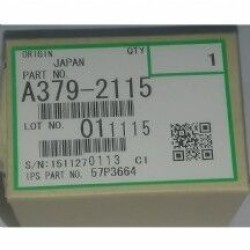 ORIGIN QTY
JAPAN 1
PART NO.
A379-2115
LOT NO. 011115
S/N:1511270113 C1
IPS PART NO. 57P3664